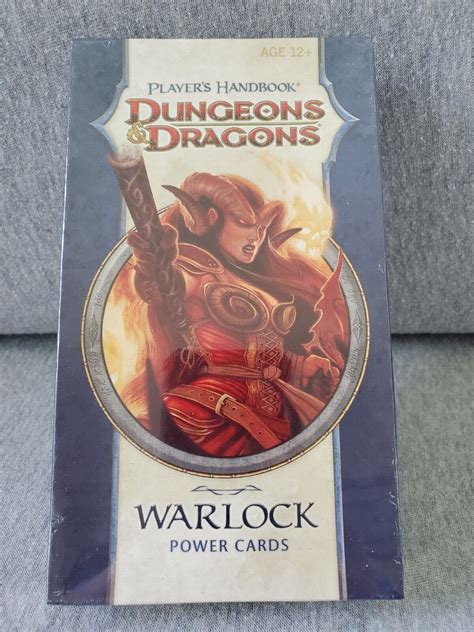 AGE 12+
PLAYER'S HANDBOOK®
DUNGEONS
& DRAGONS®
WARLOCK
POWER CARDS